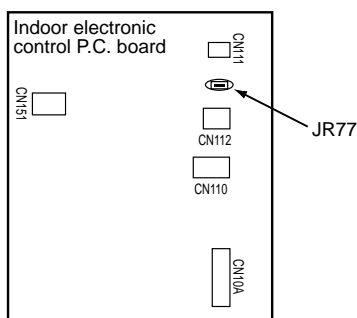 Indoor electronic
control P.C. board
CN111
CN151
JR77
CN112
CN110
CN10A